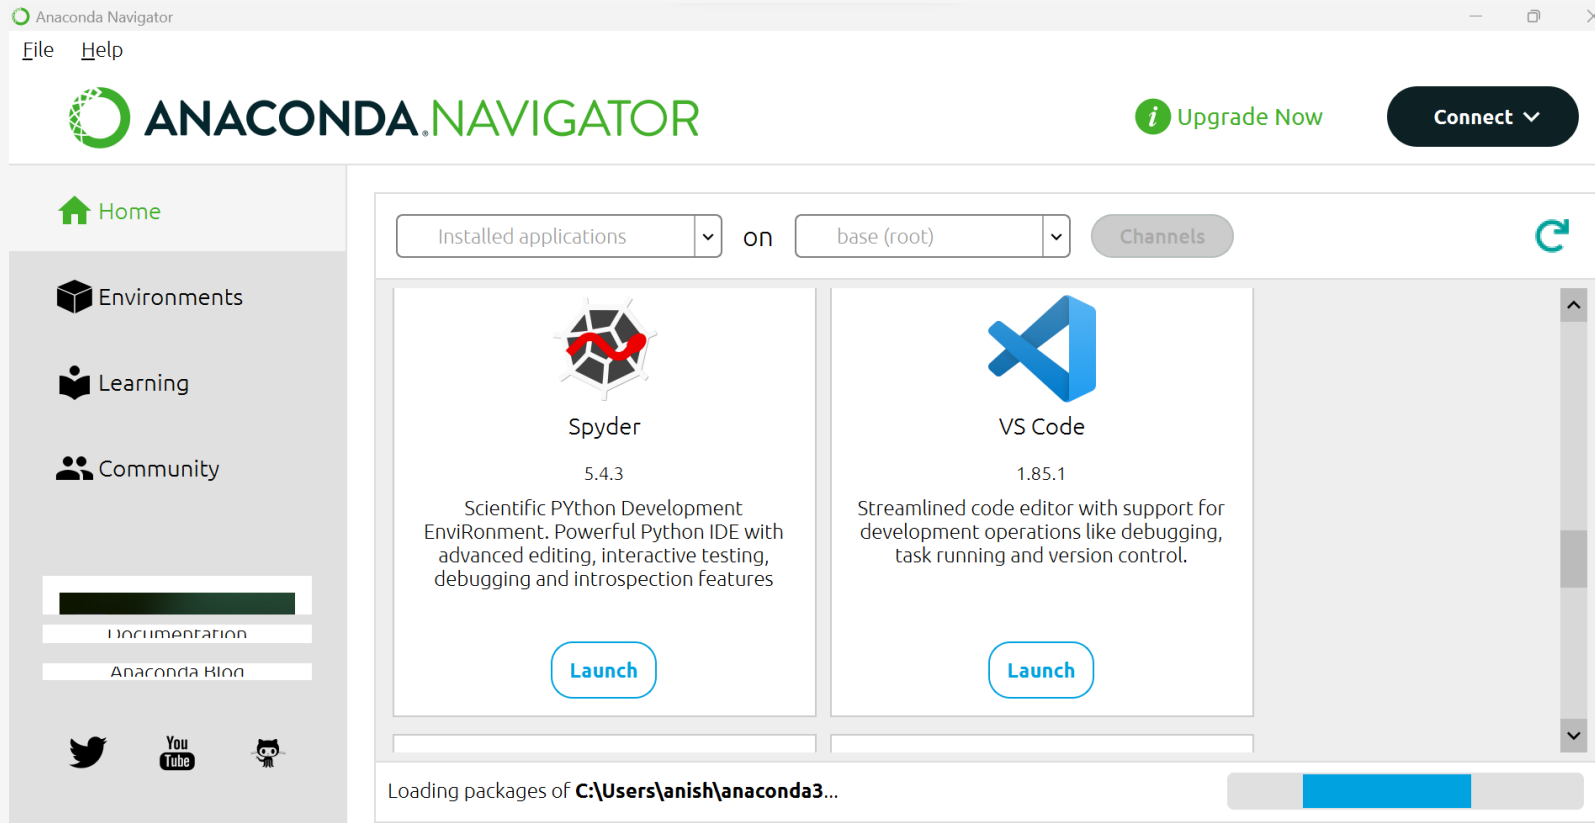 Anaconda Navigator
File Help
ANACONDA.NAVIGATOR
i Upgrade Now
Connect
Home
Installed applications on base (root) Channels
Environments
Learning
Community
Spyder
5.4.3
Scientific PYthon Development
EnviRonment. Powerful Python IDE with
advanced editing, interactive testing,
debugging and introspection features
Launch
VS Code
1.85.1
Streamlined code editor with support for
development operations like debugging,
task running and version control.
Launch
Documentation
Anaconda Blog
You
Tube
Loading packages of C:\Users\anish\anaconda3...